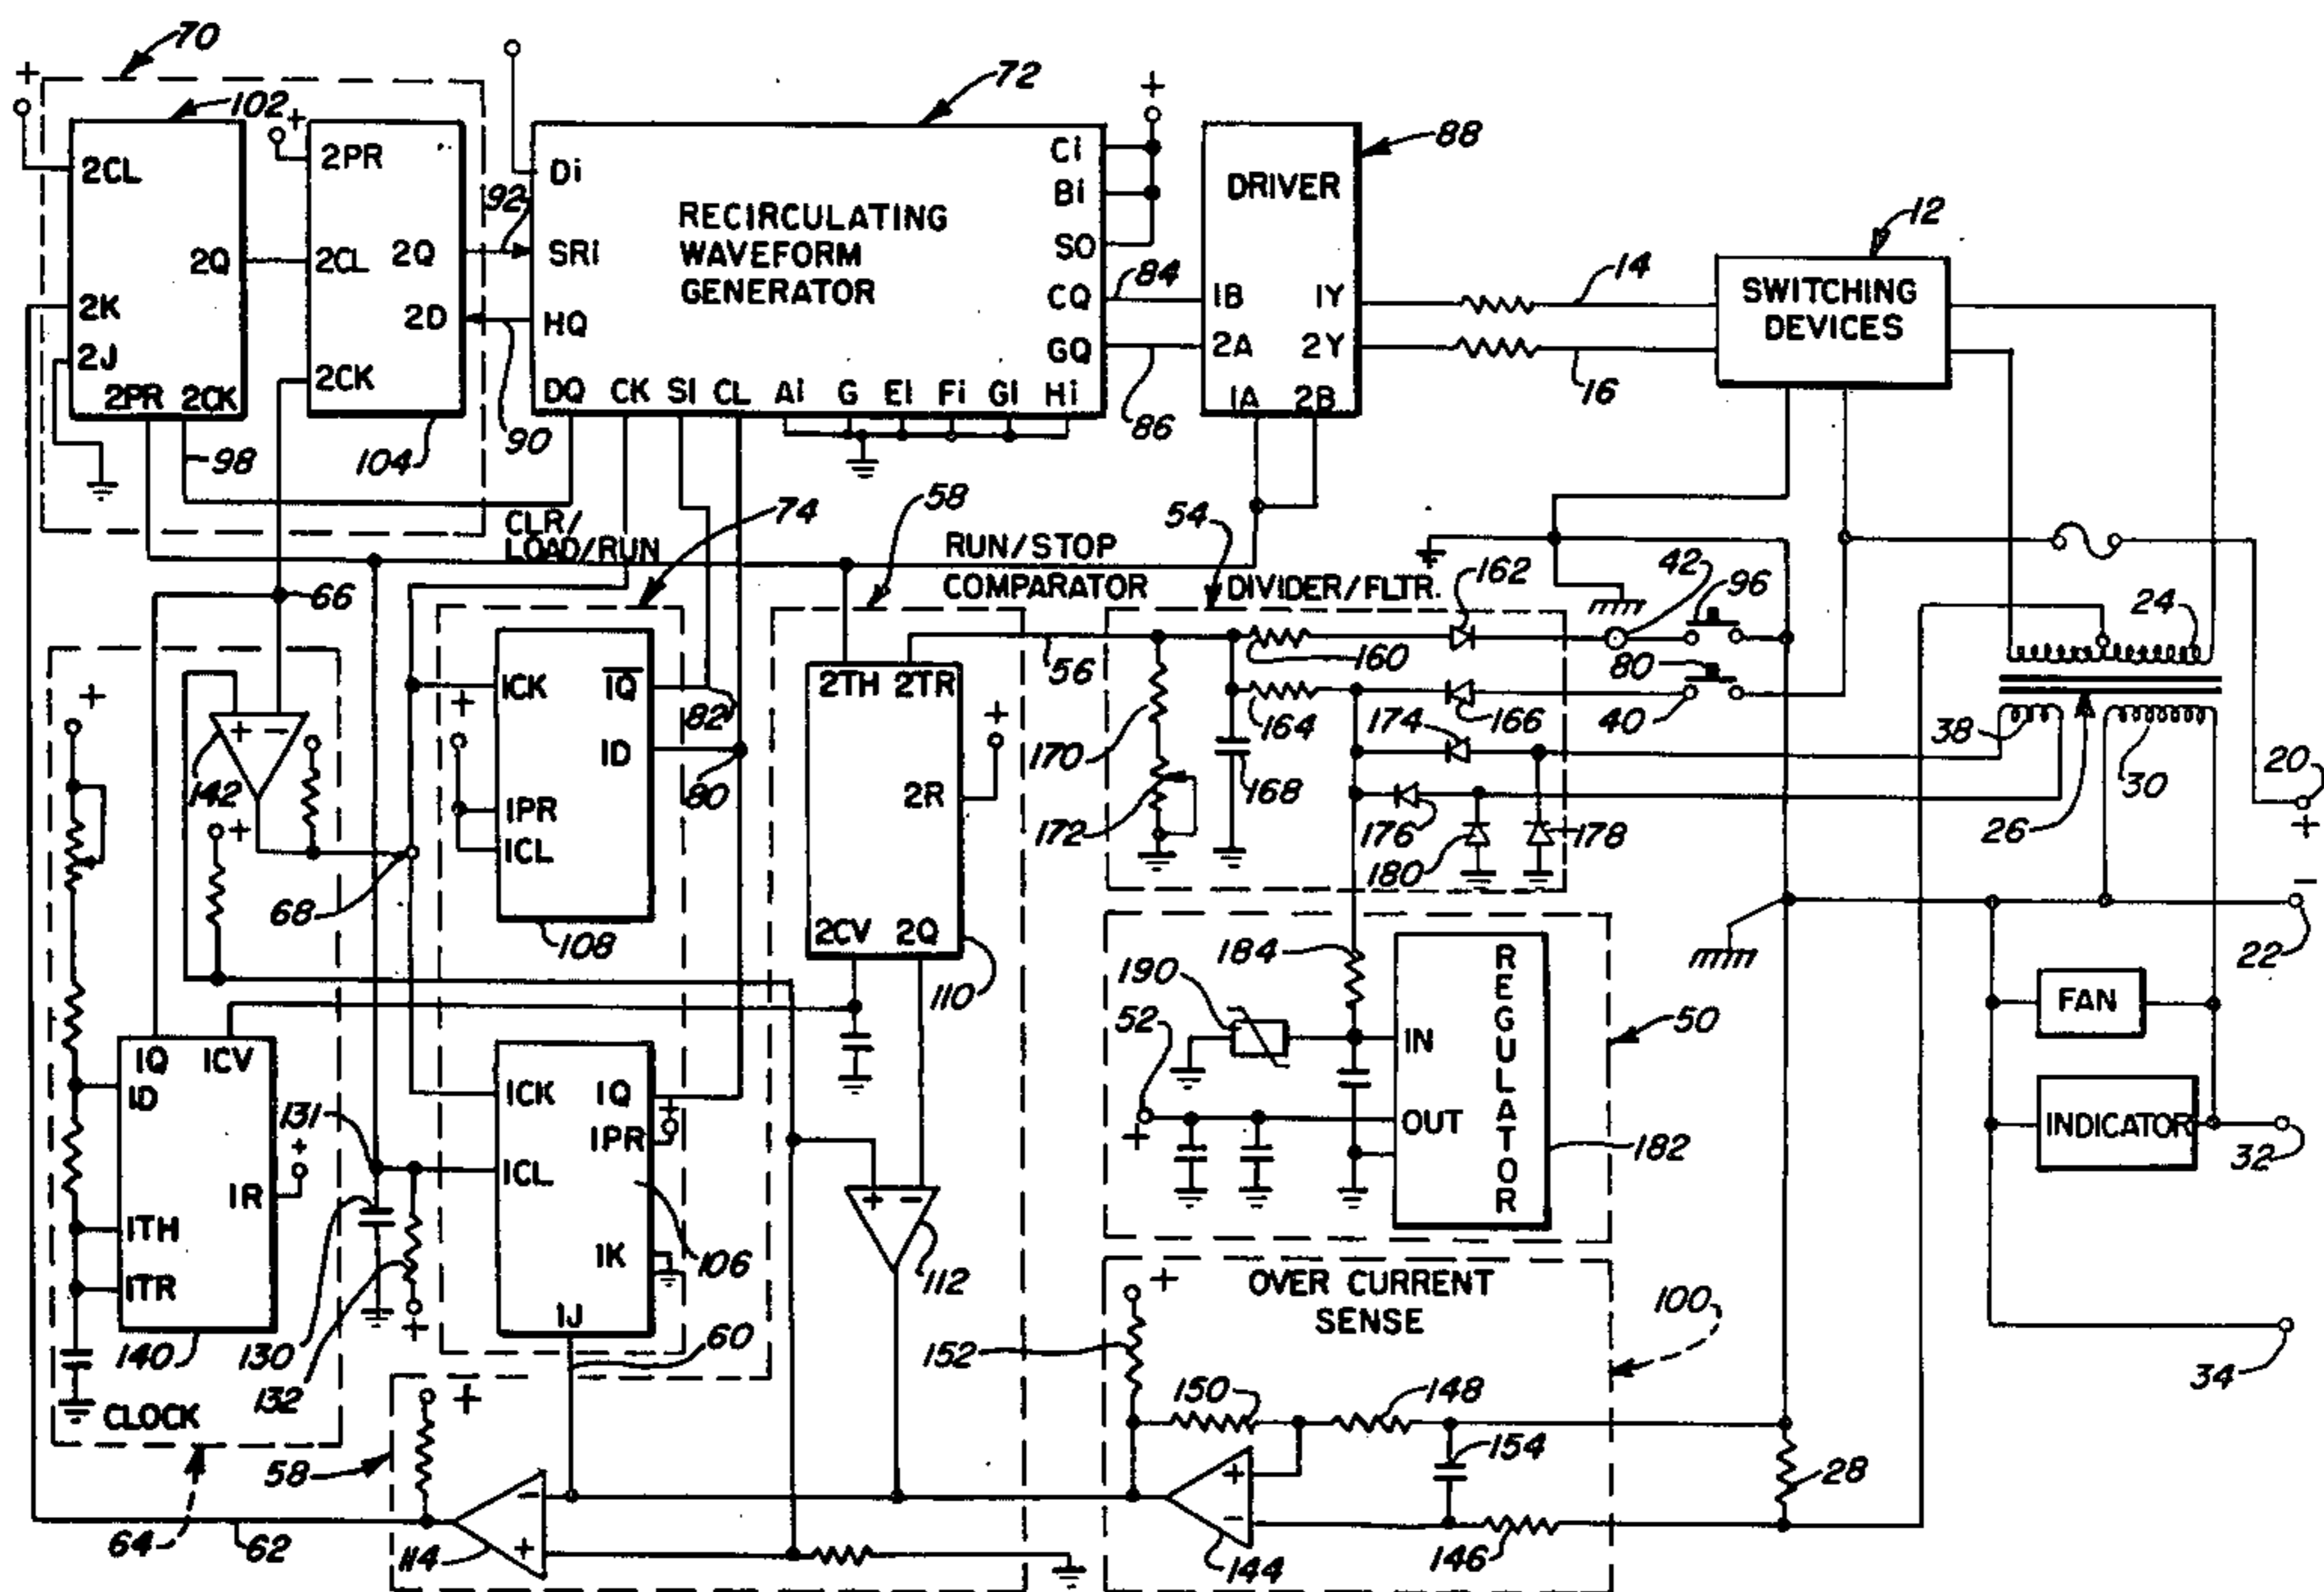 70
+
102
+
2CL
2Q
2K
2J
2PR 2CK
2PR
2CL
2Q
2D
2CK
104
98
92
90
72
Di
SRi
HQ
RECIRCULATING
WAVEFORM
GENERATOR
Ci
Bi
SO
CQ
GQ
DQ CK SI CL Ai G EI Fi GI Hi
+
84
86
88
DRIVER
1B
2A
1Y
2Y
1A 2B
14
16
12
SWITCHING
DEVICES
CLR/
LOAD/RUN
74
58
RUN/STOP
COMPARATOR
54
DIVIDER/FLTR.
162
42
96
24
66
+
142
+ -
+
68
ICK
IQ
82
ID
80
+
IPR
ICL
108
2TH 2TR
2R
+
2CV 2Q
110
56
160
164
166
80
40
170
168
174
172
176
178
180
38
30
26
20
+
-
22
184
190
52
+
IN
OUT
REGULATOR
50
182
FAN
INDICATOR
32
34
IQ ICV
ID
ITH
ITR
IR
+
140
CLOCK
64
131
130
132
+
ICK
IQ
IPR
+
ICL
IK
IJ
106
60
+ -
112
OVER CURRENT
SENSE
+
100
152
150
148
154
+
-
144
146
28
58
+
-
+
114
62